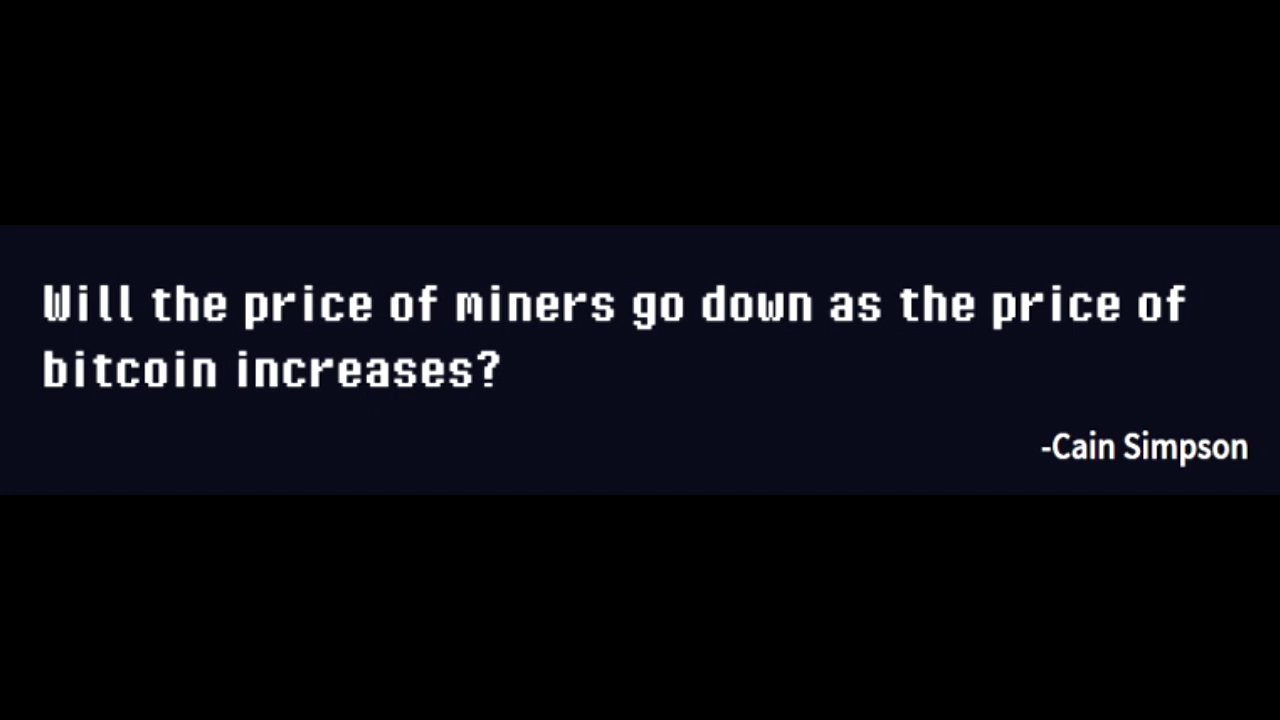 Will the price of miners go down as the price of
bitcoin increases?
-Cain Simpson